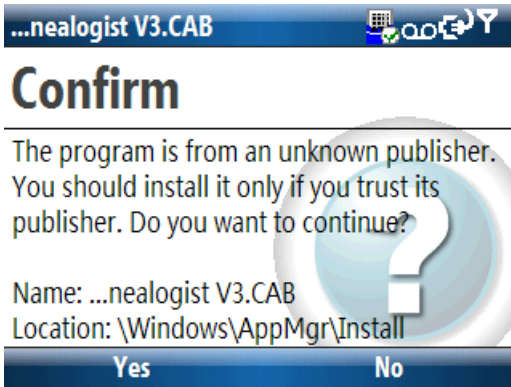 ...nealogist V3.CAB
Confirm
The program is from an unknown publisher.
You should install it only if you trust its
publisher. Do you want to continue?
Name: ...nealogist V3.CAB
Location: \Windows\AppMgr\Install
Yes No